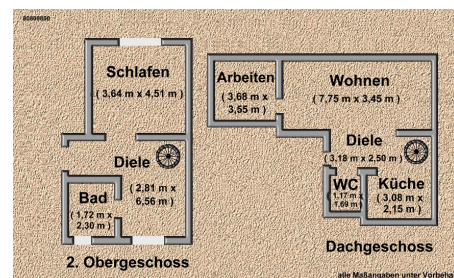 Schlafen
( 3,64 m x 4,51 m )
Diele
( 2,81 m x
6,56 m )
Bad
( 1,72 m x
2,30 m )
2. Obergeschoss
Arbeiten
( 3,68 m x
3,55 m )
Wohnen
( 7,75 m x 3,45 m )
Diele
( 3,18 m x 2,50 m )
WC
( 1,17 m x
1,69 m )
Küche
( 3,08 m x
2,15 m )
Dachgeschoss
alle Maßangaben unter Vorbeha